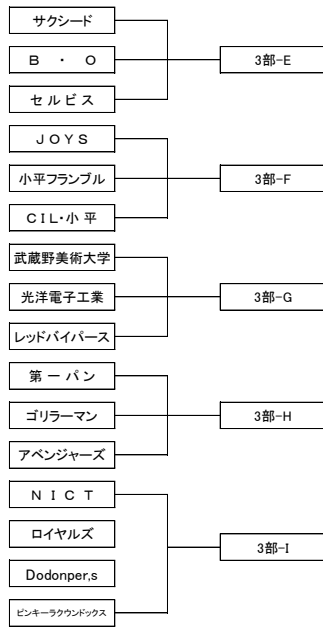 サクシード
Ｂ ・ Ｏ
3部-E
セルビス
ＪＯＹＳ
小平フランブル
3部-F
ＣＩＬ・小平
武蔵野美術大学
光洋電子工業
3部-G
レッドバイパース
第一パン
ゴリラーマン
3部-H
アベンジャーズ
ＮＩＣＴ
ロイヤルズ
3部-I
Dodonper,s
ピンキーラクウンドックス